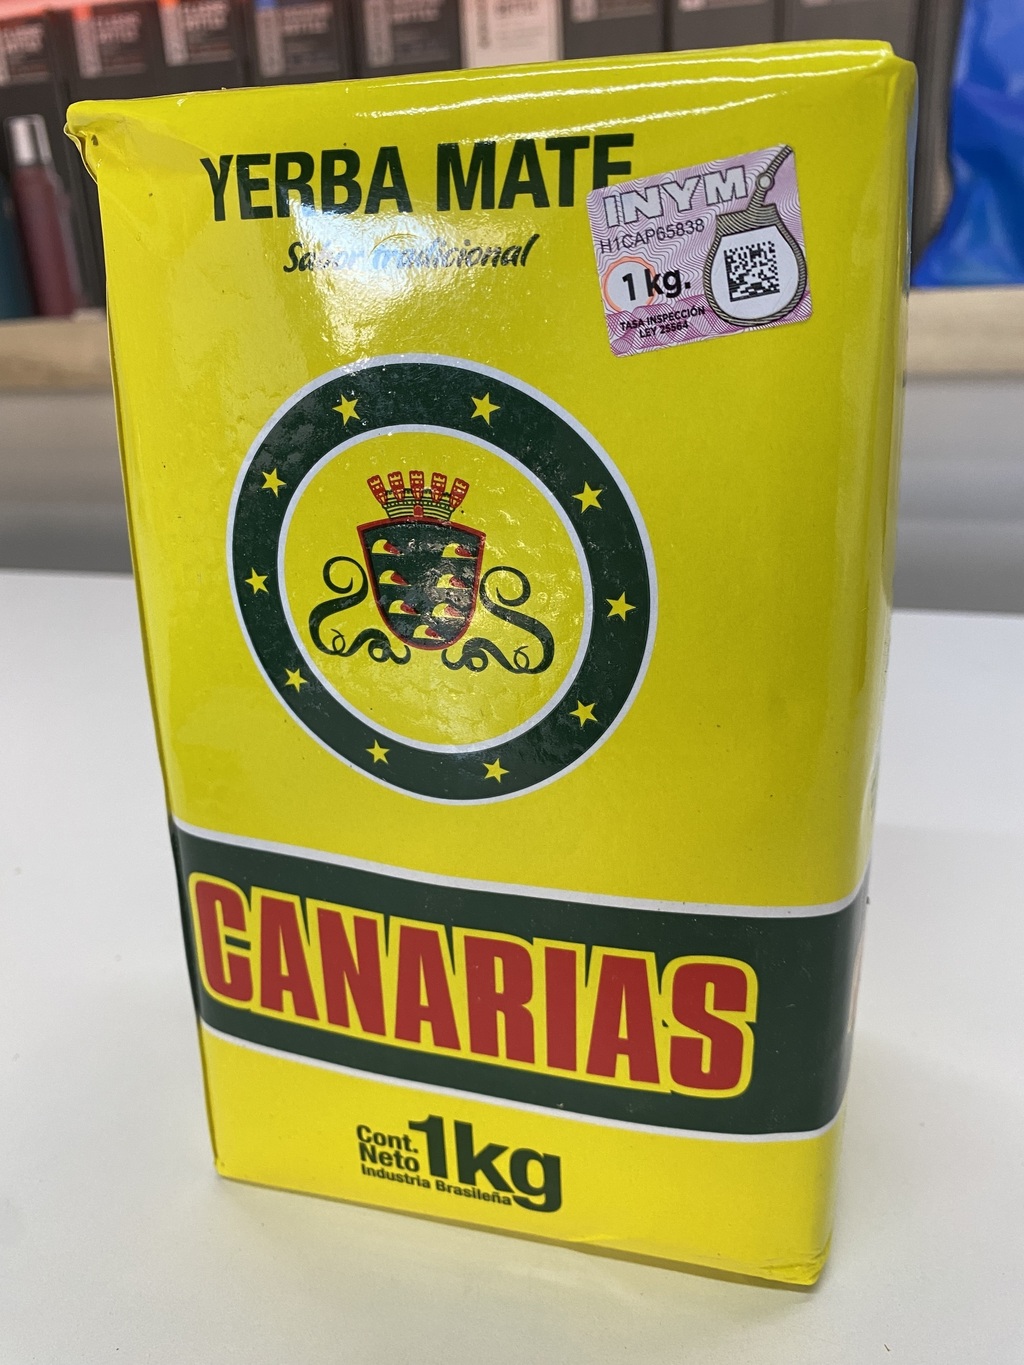 YERBA MATE
Sabor tradicional
INYM
H1CAP65838
1 kg.
TASA INSPECCIÓN
LEY 25564
CANARIAS
Cont.
Neto 1kg
Industria Brasileña